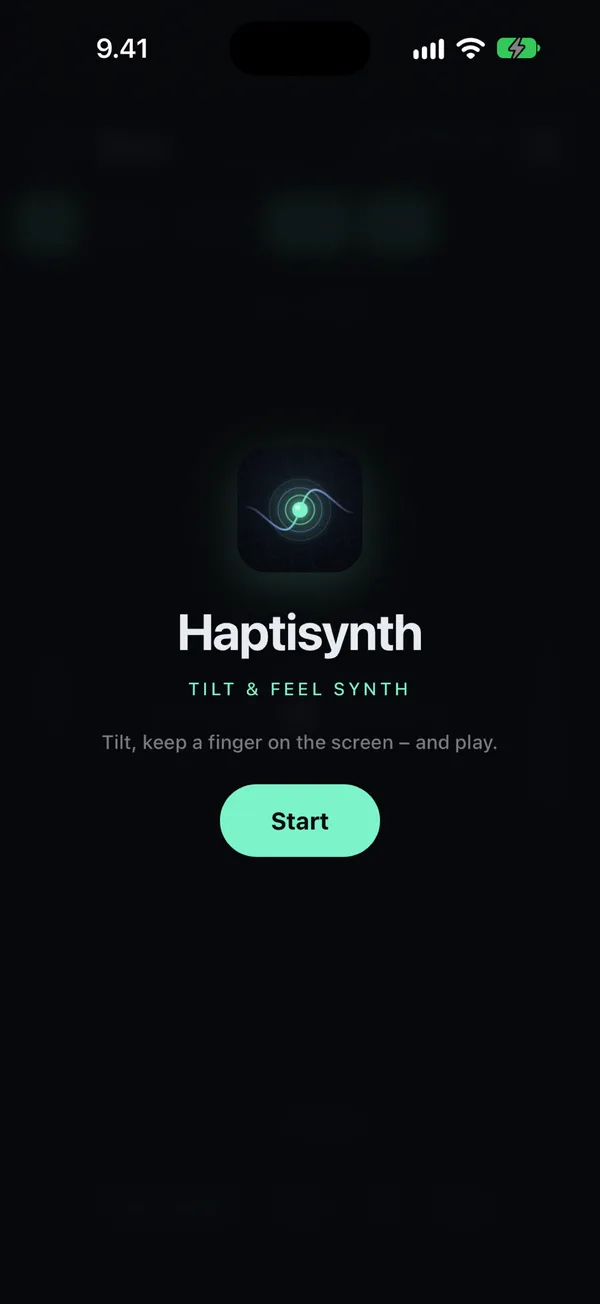 9.41
Haptisynth
TILT & FEEL SYNTH
Tilt, keep a finger on the screen – and play.
Start